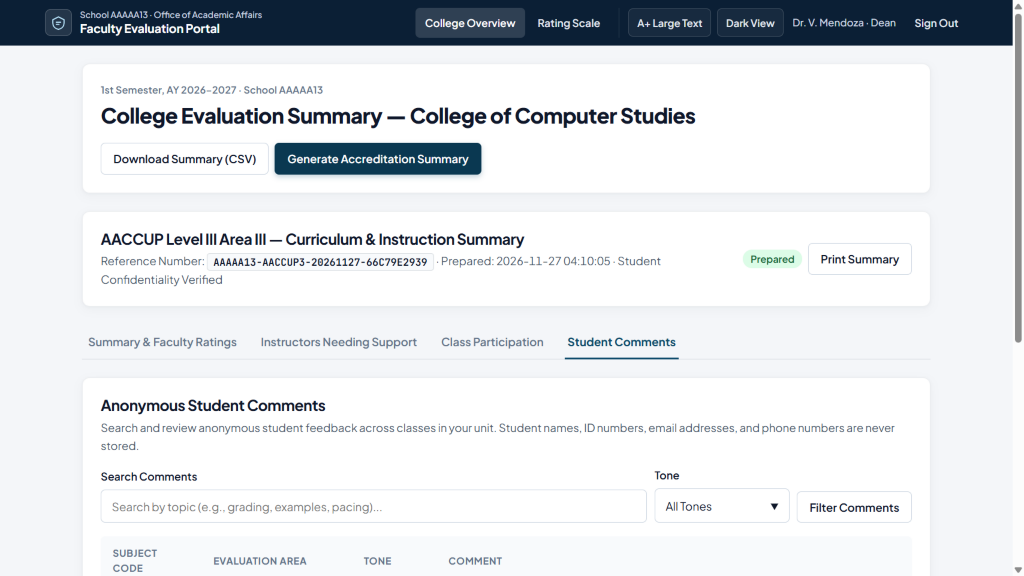 School AAAAA13 · Office of Academic Affairs
Faculty Evaluation Portal
College Overview
Rating Scale
A+ Large Text
Dark View
Dr. V. Mendoza · Dean
Sign Out
1st Semester, AY 2026–2027 · School AAAAA13
College Evaluation Summary — College of Computer Studies
Download Summary (CSV)
Generate Accreditation Summary
AACCUP Level III Area III — Curriculum & Instruction Summary
Reference Number: AAAAA13-AACCUP3-20261127-66C79E2939 · Prepared: 2026-11-27 04:10:05 · Student
Confidentiality Verified
Prepared
Print Summary
Summary & Faculty Ratings
Instructors Needing Support
Class Participation
Student Comments
Anonymous Student Comments
Search and review anonymous student feedback across classes in your unit. Student names, ID numbers, email addresses, and phone numbers are never
stored.
Search Comments
Tone
Search by topic (e.g., grading, examples, pacing)...
All Tones
Filter Comments
SUBJECT
CODE
EVALUATION AREA
TONE
COMMENT